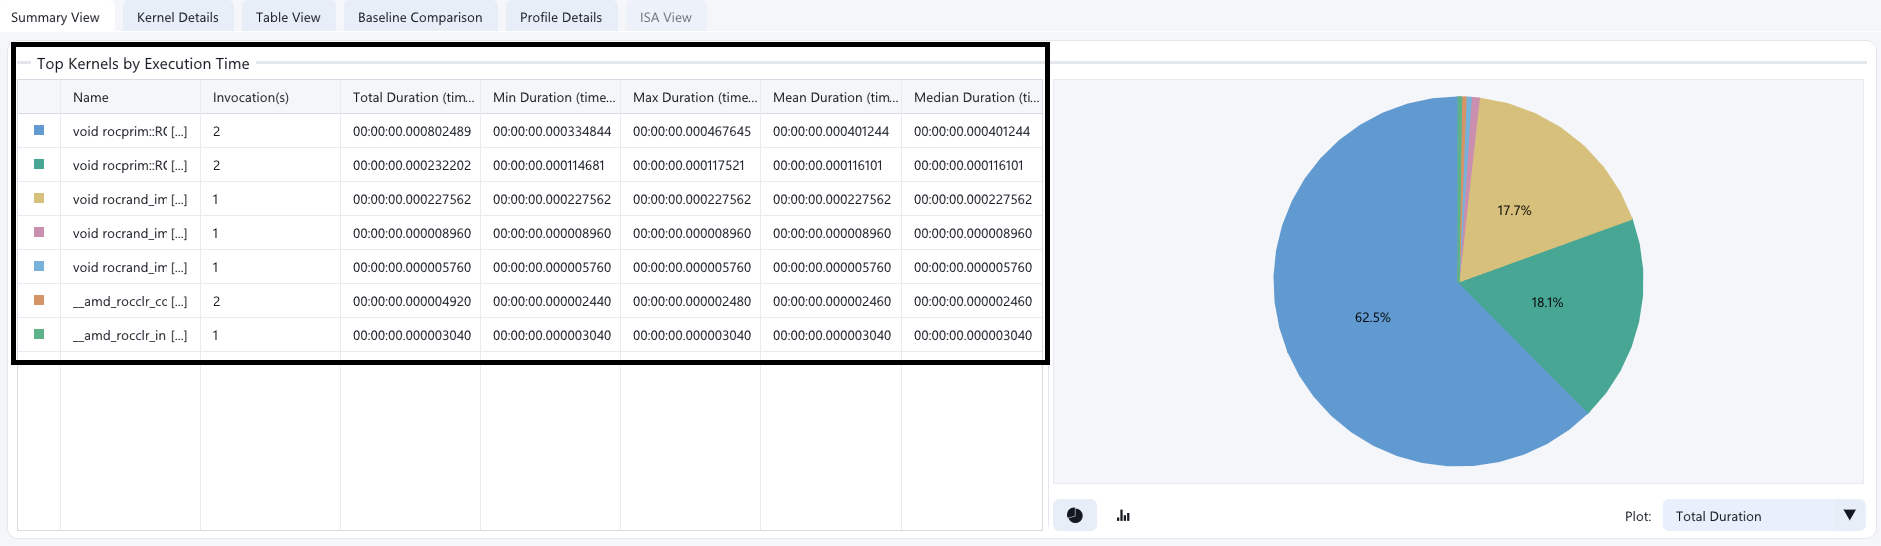 Summary View Kernel Details Table View Baseline Comparison Profile Details ISA View
Top Kernels by Execution Time
Name Invocation(s) Total Duration (tim... Min Duration (time... Max Duration (time... Mean Duration (tim... Median Duration (ti...
void rocprim::R( [...] 2 00:00:00.000802489 00:00:00.000334844 00:00:00.000467645 00:00:00.000401244 00:00:00.000401244
void rocprim::R( [...] 2 00:00:00.000232202 00:00:00.000114681 00:00:00.000117521 00:00:00.000116101 00:00:00.000116101
void rocrand_im [...] 1 00:00:00.000227562 00:00:00.000227562 00:00:00.000227562 00:00:00.000227562 00:00:00.000227562
void rocrand_im [...] 1 00:00:00.000008960 00:00:00.000008960 00:00:00.000008960 00:00:00.000008960 00:00:00.000008960
void rocrand_im [...] 1 00:00:00.000005760 00:00:00.000005760 00:00:00.000005760 00:00:00.000005760 00:00:00.000005760
__amd_rocclr_cc [...] 2 00:00:00.000004920 00:00:00.000002440 00:00:00.000002480 00:00:00.000002460 00:00:00.000002460
__amd_rocclr_in [...] 1 00:00:00.000003040 00:00:00.000003040 00:00:00.000003040 00:00:00.000003040 00:00:00.000003040
17.7%
18.1%
62.5%
Plot: Total Duration